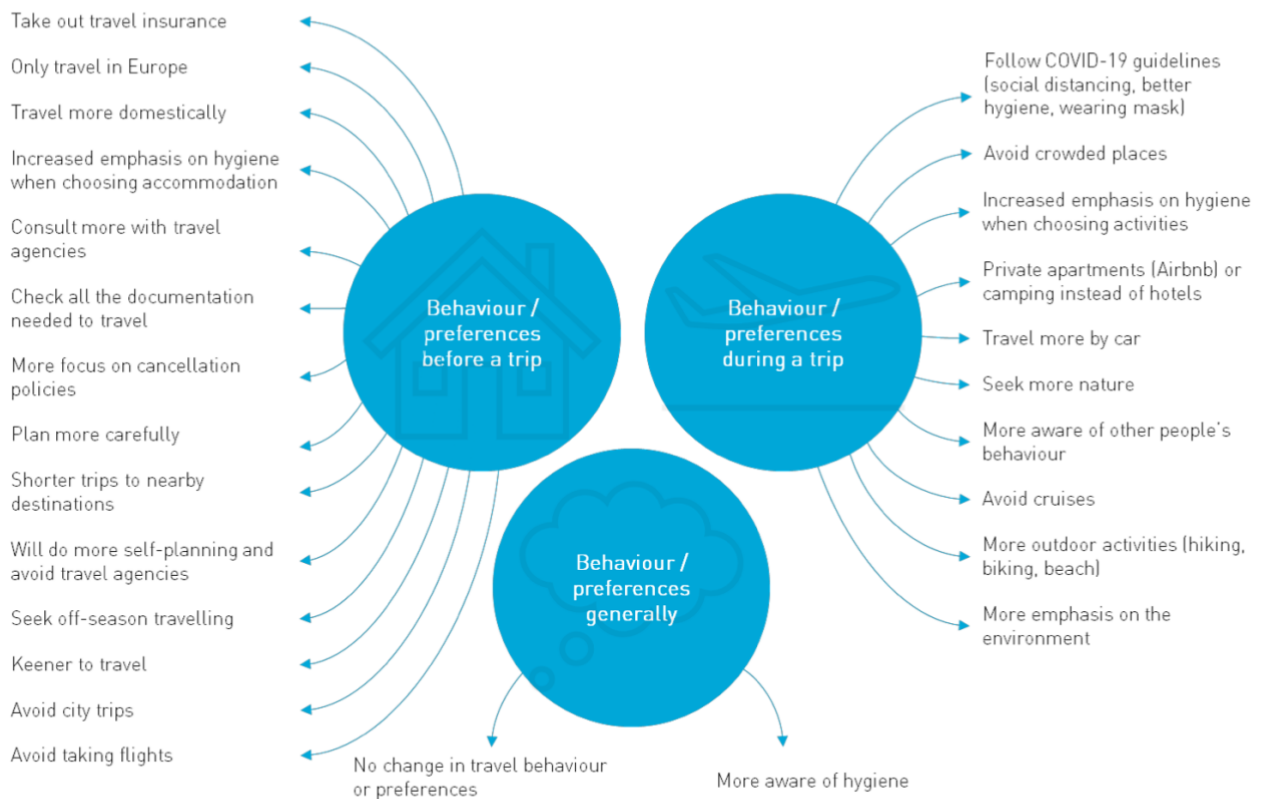 Take out travel insurance
Only travel in Europe
Travel more domestically
Increased emphasis on hygiene
when choosing accommodation
Consult more with travel
agencies
Check all the documentation
needed to travel
More focus on cancellation
policies
Plan more carefully
Shorter trips to nearby
destinations
Will do more self-planning and
avoid travel agencies
Seek off-season travelling
Keener to travel
Avoid city trips
Avoid taking flights
Behaviour /
preferences
before a trip
Behaviour /
preferences
during a trip
Follow COVID-19 guidelines
(social distancing, better
hygiene, wearing mask)
Avoid crowded places
Increased emphasis on hygiene
when choosing activities
Private apartments (Airbnb) or
camping instead of hotels
Travel more by car
Seek more nature
More aware of other people's
behaviour
Avoid cruises
More outdoor activities (hiking,
biking, beach)
More emphasis on the
environment
Behaviour /
preferences
generally
No change in travel behaviour
or preferences
More aware of hygiene